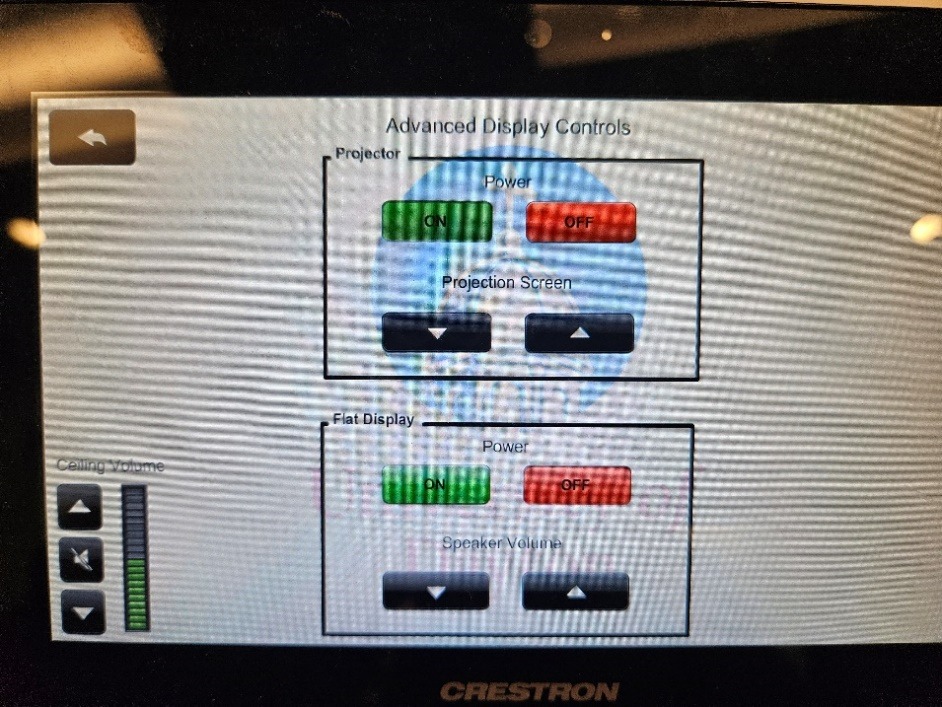 Advanced Display Controls
Projector
Power
ON OFF
Projection Screen
Flat Display
Power
ON OFF
Speaker Volume
Ceiling Volume
CRESTRON